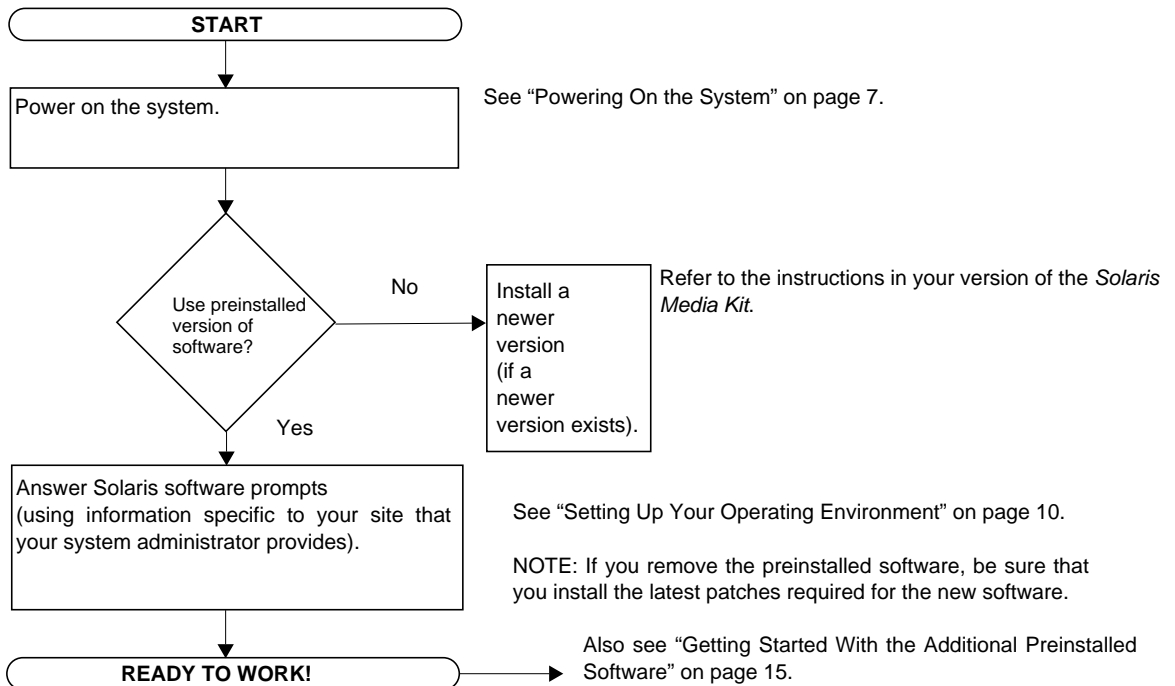 START
Power on the system.
See “Powering On the System” on page 7.
Use preinstalled
version of
software?
No
Install a
newer
version
(if a
newer
version exists).
Refer to the instructions in your version of the Solaris
Media Kit.
Yes
Answer Solaris software prompts
(using information specific to your site that
your system administrator provides).
See “Setting Up Your Operating Environment” on page 10.
NOTE: If you remove the preinstalled software, be sure that
you install the latest patches required for the new software.
READY TO WORK!
Also see “Getting Started With the Additional Preinstalled
Software” on page 15.